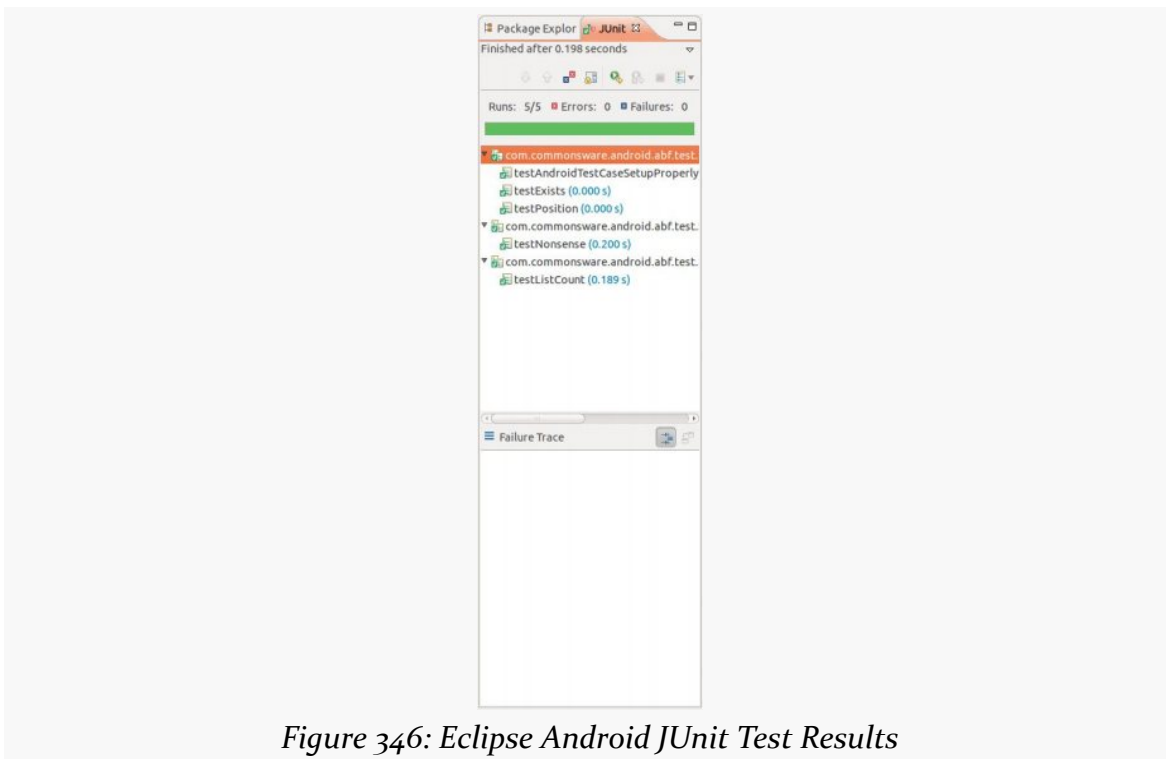 Package Explor JUnit
Finished after 0.198 seconds
Runs: 5/5 Errors: 0 Failures: 0
com.commonsware.android.abf.test.
testAndroidTestCaseSetupProperly
testExists (0.000 s)
testPosition (0.000 s)
com.commonsware.android.abf.test.
testNonsense (0.200 s)
com.commonsware.android.abf.test.
testListCount (0.189 s)
Failure Trace
Figure 346: Eclipse Android JUnit Test Results